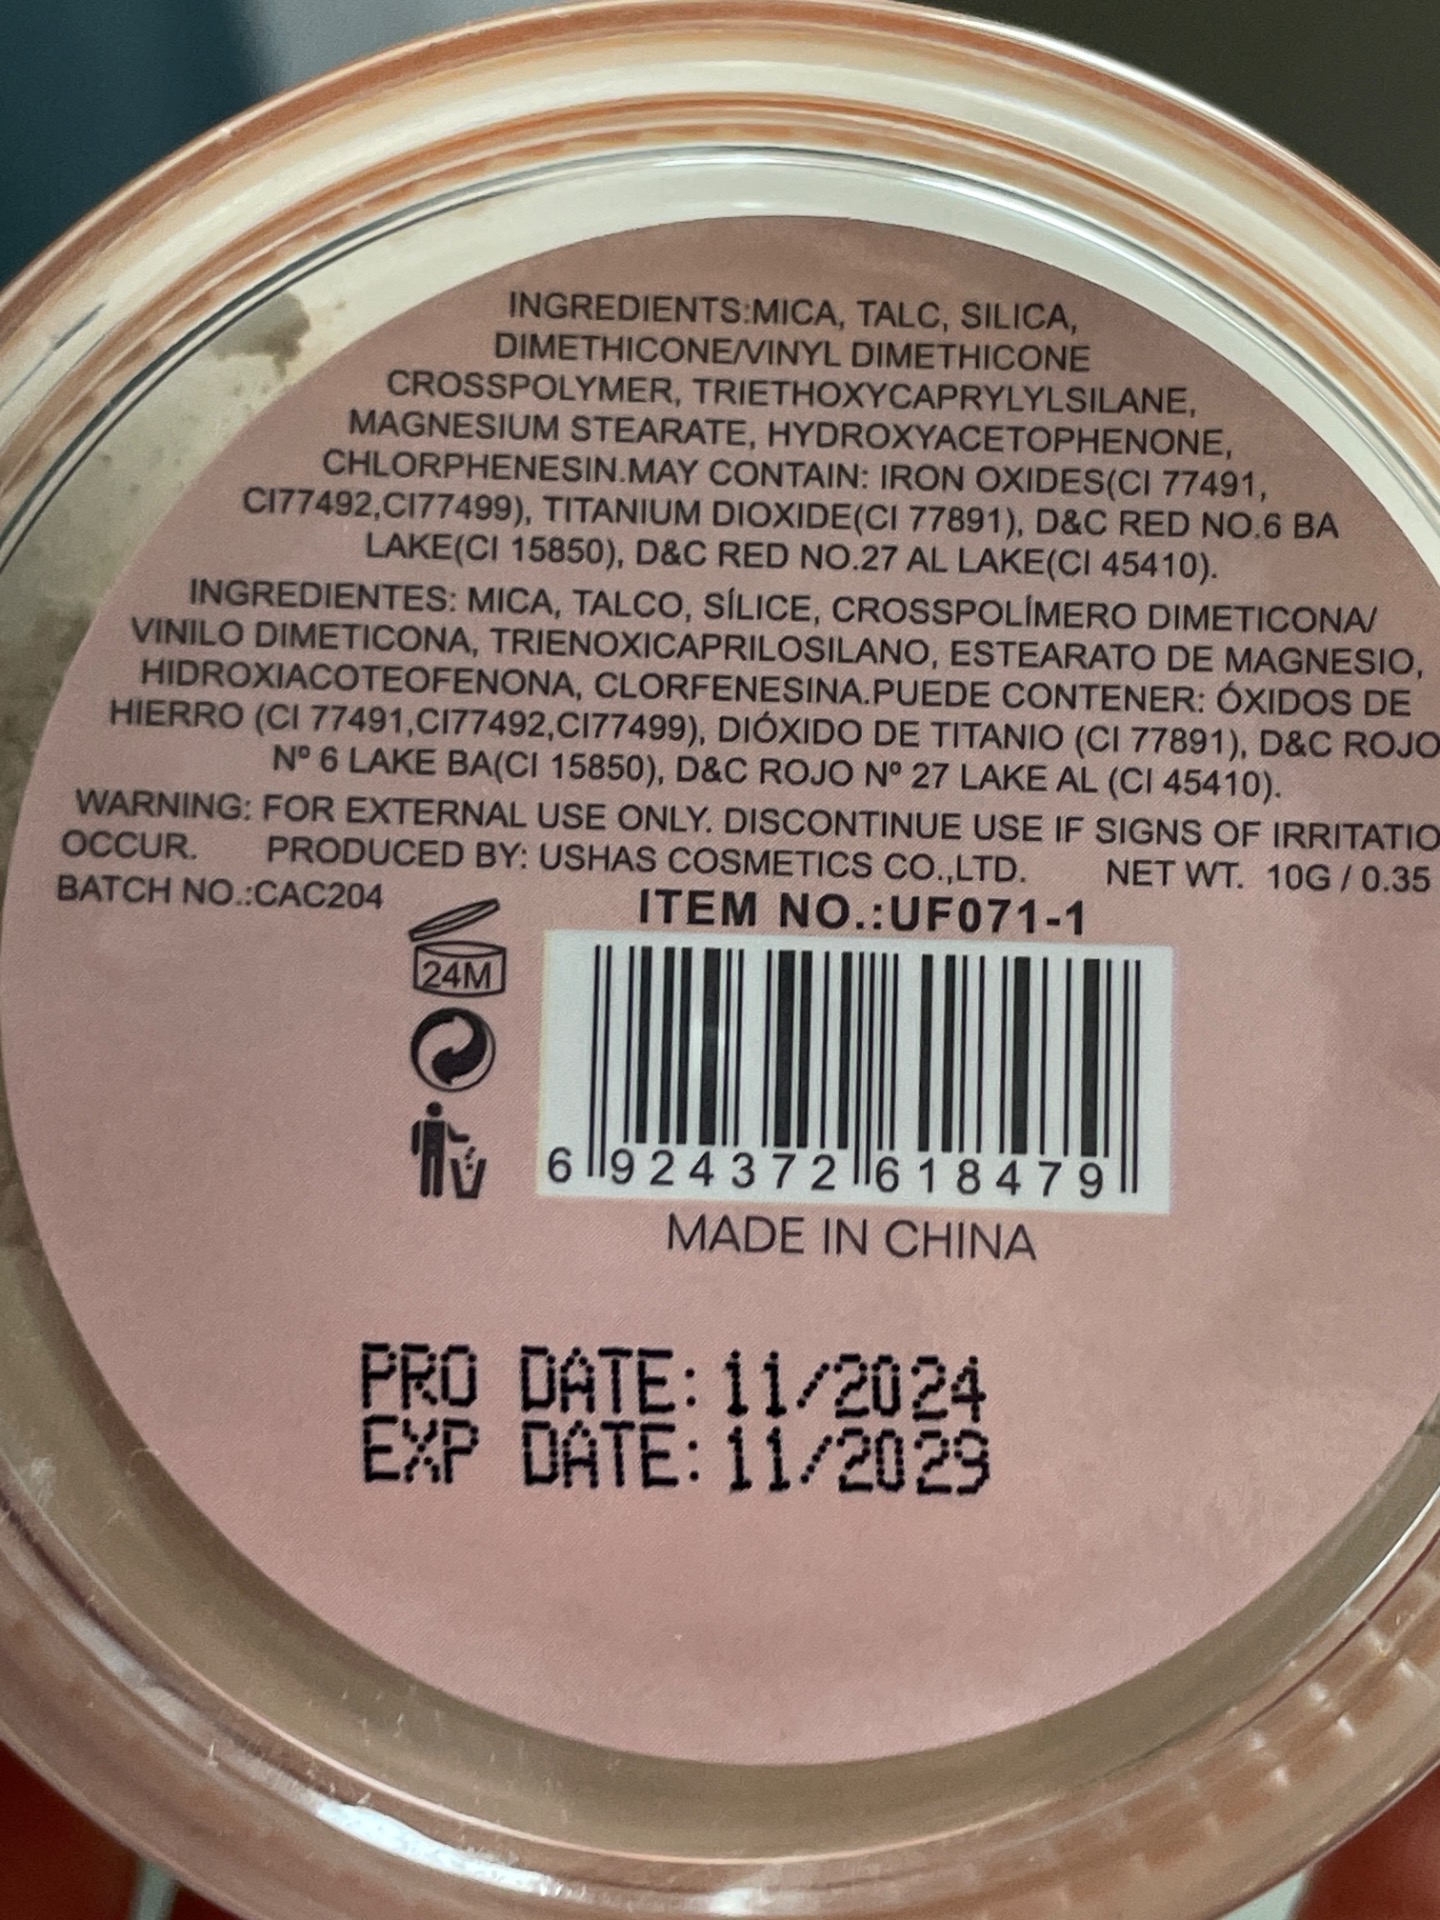 INGREDIENTS:MICA, TALC, SILICA,
DIMETHICONE/VINYL DIMETHICONE
CROSSPOLYMER, TRIETHOXYCAPRYLYLSILANE,
MAGNESIUM STEARATE, HYDROXYACETOPHENONE,
CHLORPHENESIN.MAY CONTAIN: IRON OXIDES(CI 77491,
CI77492,CI77499), TITANIUM DIOXIDE(CI 77891), D&C RED NO.6 BA
LAKE(CI 15850), D&C RED NO.27 AL LAKE(CI 45410).
INGREDIENTES: MICA, TALCO, SÍLICE, CROSSPOLÍMERO DIMETICONA/
VINILO DIMETICONA, TRIENOXICAPRILOSILANO, ESTEARATO DE MAGNESIO,
HIDROXIACOTEOFENONA, CLORFENESINA.PUEDE CONTENER: ÓXIDOS DE
HIERRO (CI 77491,CI77492,CI77499), DIÓXIDO DE TITANIO (CI 77891), D&C ROJO
Nº 6 LAKE BA(CI 15850), D&C ROJO Nº 27 LAKE AL (CI 45410).
WARNING: FOR EXTERNAL USE ONLY. DISCONTINUE USE IF SIGNS OF IRRITATIO
OCCUR. PRODUCED BY: USHAS COSMETICS CO.,LTD. NET WT. 10G / 0.35
BATCH NO.:CAC204
ITEM NO.:UF071-1
24M
6 924372 618479
MADE IN CHINA
PRO DATE: 11/2024
EXP DATE: 11/2029